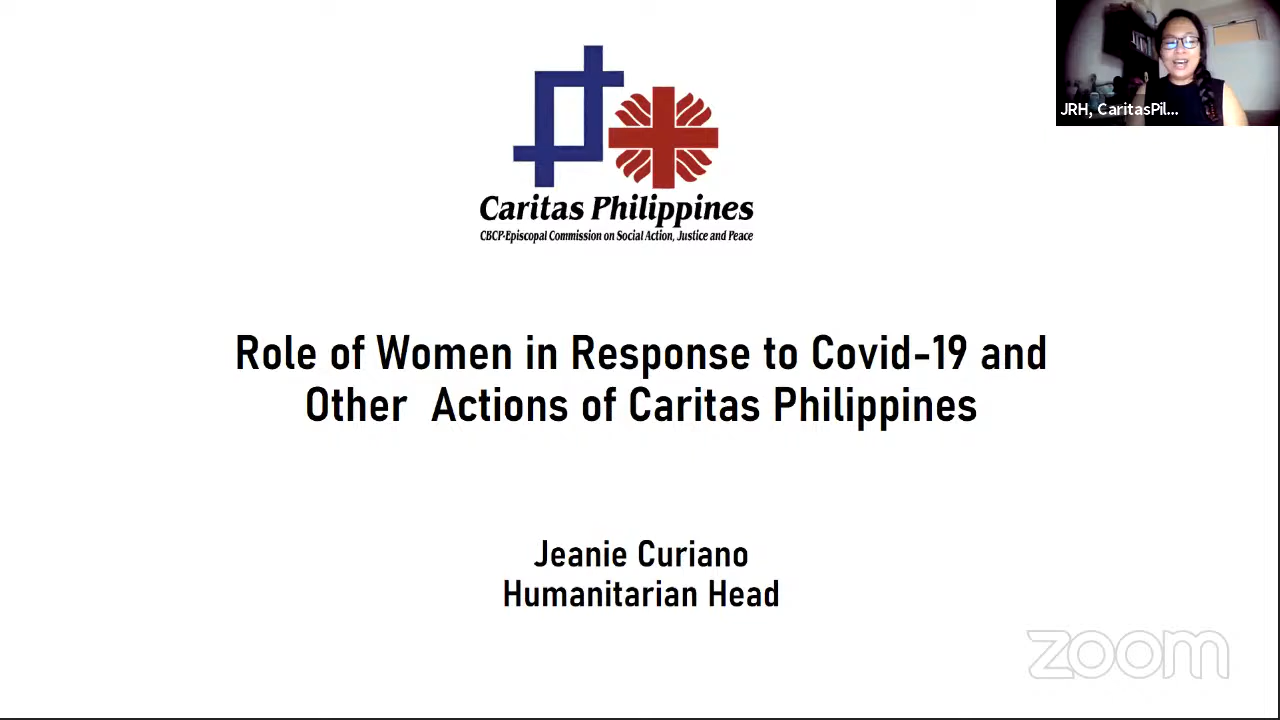 JRH, CaritasPil...
Caritas Philippines
CBCP-Episcopal Commission on Social Action, Justice and Peace
Role of Women in Response to Covid-19 and
Other Actions of Caritas Philippines
Jeanie Curiano
Humanitarian Head
zoom